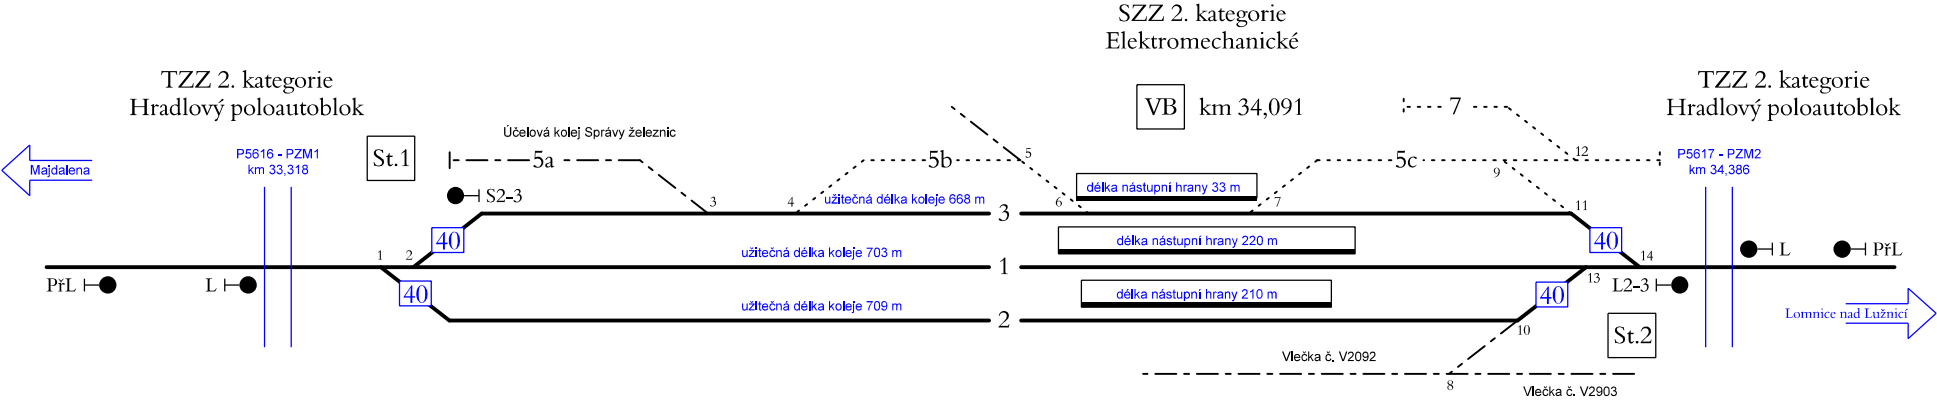 SZZ 2. kategorie
Elektromechanické
TZZ 2. kategorie
Hradlový poloautoblok
VB km 34,091
7
TZZ 2. kategorie
Hradlový poloautoblok
Účelová kolej Správy železnic
St.1
P5616 - PZM1
km 33,318
Majdalena
5a
5b
5
5c
9
12
P5617 - PZM2
km 34,386
S2-3
3
4
užitečná délka koleje 668 m
3
6
délka nástupní hrany 33 m
7
11
40
délka nástupní hrany 220 m
40
1
2
užitečná délka koleje 703 m
1
14
L
PřL
PřL
L
40
užitečná délka koleje 709 m
délka nástupní hrany 210 m
40
13
L2-3
2
10
St.2
Lomnice nad Lužnicí
Vlečka č. V2092
8
Vlečka č. V2903